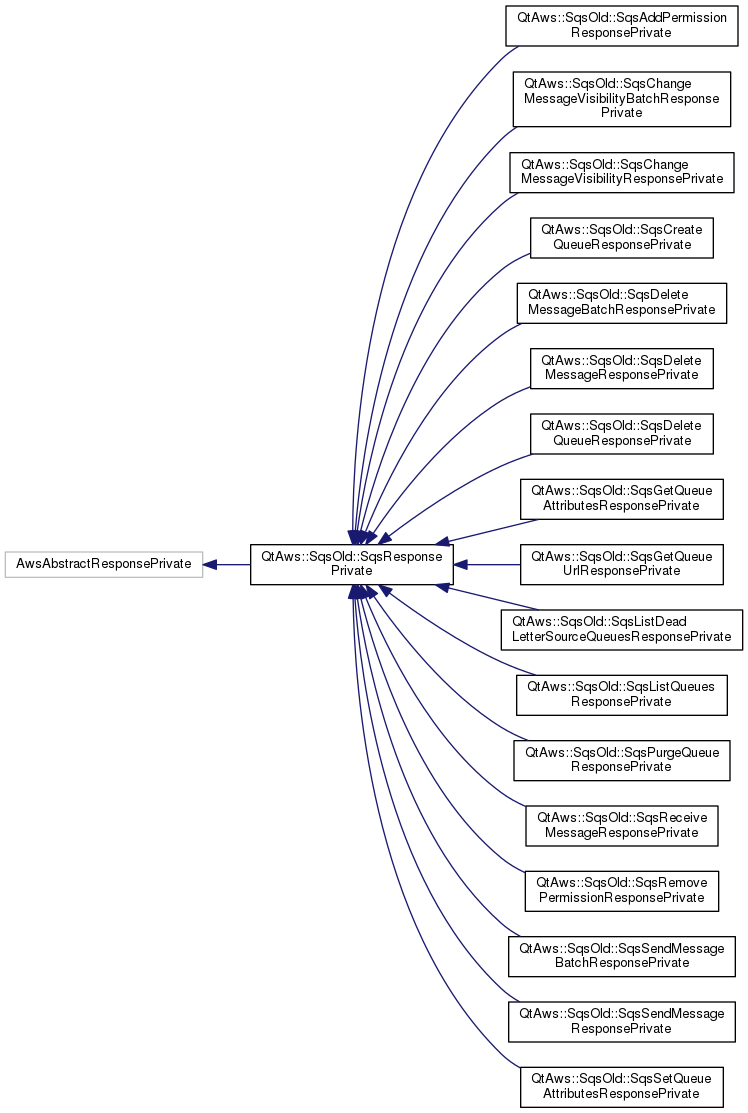 QtAws::SqsOld::SqsAddPermission
ResponsePrivate
QtAws::SqsOld::SqsChange
MessageVisibilityBatchResponse
Private
QtAws::SqsOld::SqsChange
MessageVisibilityResponsePrivate
QtAws::SqsOld::SqsCreate
QueueResponsePrivate
QtAws::SqsOld::SqsDelete
MessageBatchResponsePrivate
QtAws::SqsOld::SqsDelete
MessageResponsePrivate
QtAws::SqsOld::SqsDelete
QueueResponsePrivate
QtAws::SqsOld::SqsGetQueue
AttributesResponsePrivate
AwsAbstractResponsePrivate
QtAws::SqsOld::SqsResponse
Private
QtAws::SqsOld::SqsGetQueue
UrlResponsePrivate
QtAws::SqsOld::SqsListDead
LetterSourceQueuesResponsePrivate
QtAws::SqsOld::SqsListQueues
ResponsePrivate
QtAws::SqsOld::SqsPurgeQueue
ResponsePrivate
QtAws::SqsOld::SqsReceive
MessageResponsePrivate
QtAws::SqsOld::SqsRemove
PermissionResponsePrivate
QtAws::SqsOld::SqsSendMessage
BatchResponsePrivate
QtAws::SqsOld::SqsSendMessage
ResponsePrivate
QtAws::SqsOld::SqsSetQueue
AttributesResponsePrivate